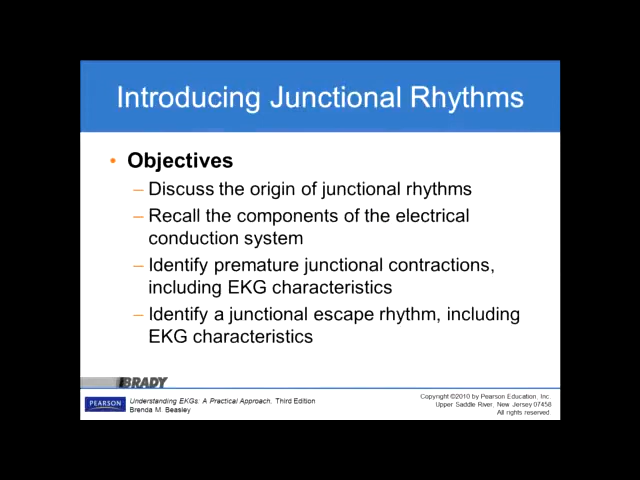 Introducing Junctional Rhythms
• Objectives
– Discuss the origin of junctional rhythms
– Recall the components of the electrical
conduction system
– Identify premature junctional contractions,
including EKG characteristics
– Identify a junctional escape rhythm, including
EKG characteristics
BRADY
PEARSON
Understanding EKGs: A Practical Approach, Third Edition
Brenda M. Beasley
Copyright ©2010 by Pearson Education, Inc.
Upper Saddle River, New Jersey 07458
All rights reserved.